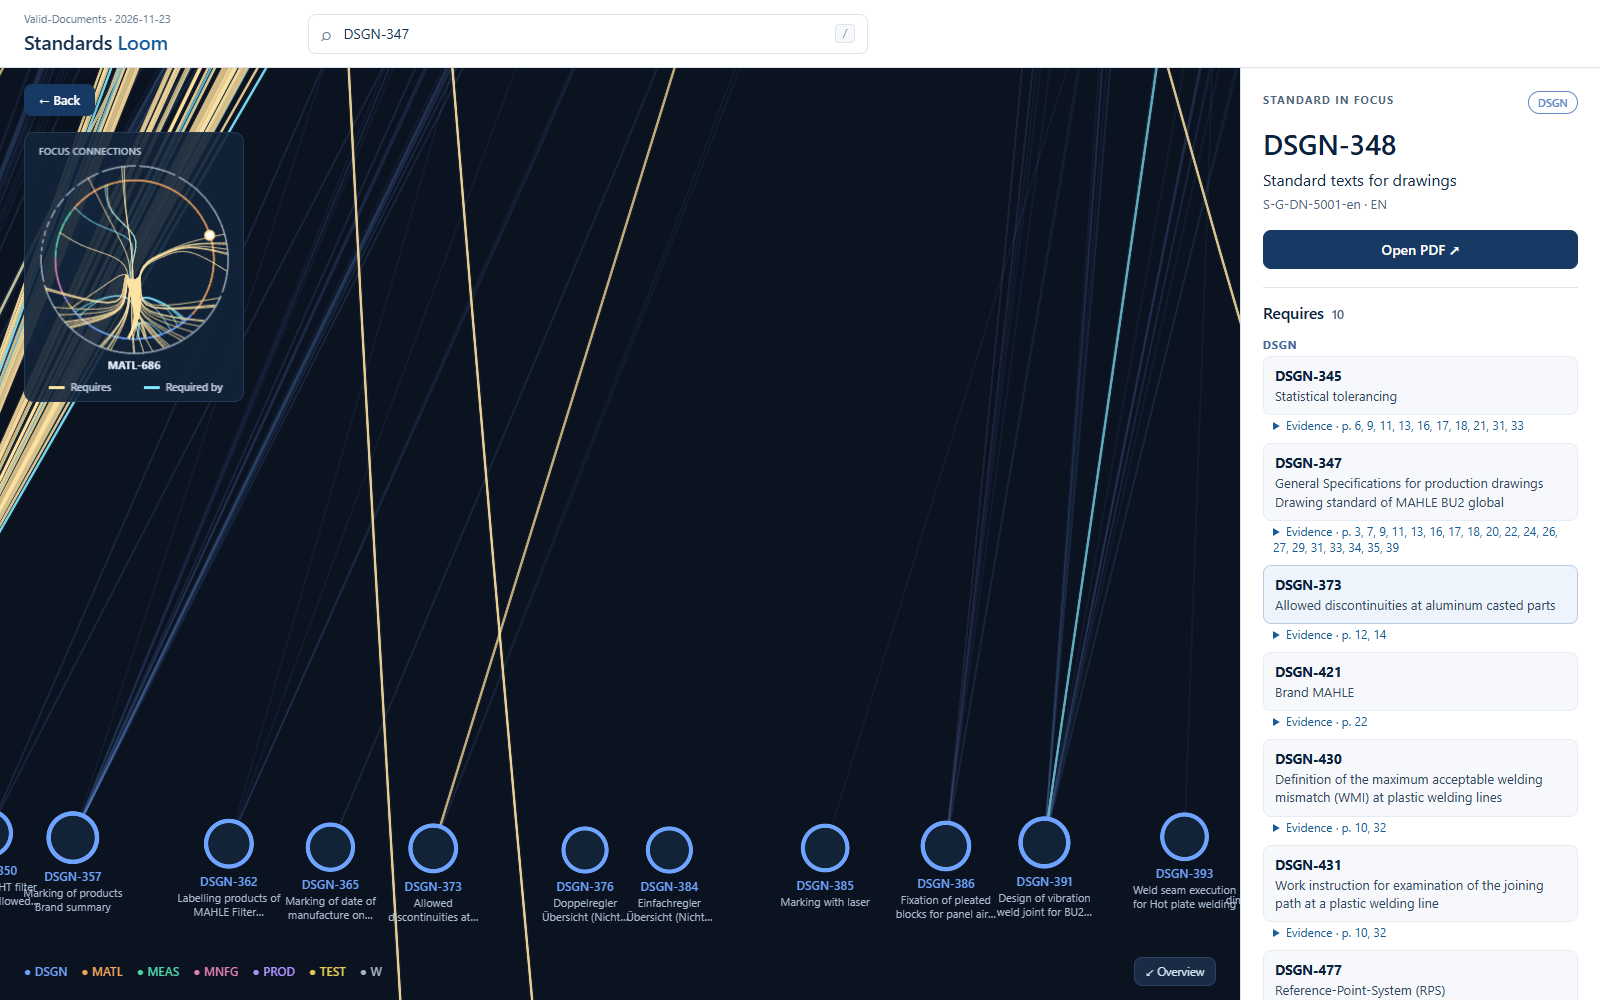 Valid-Documents · 2026-11-23
Standards Loom
DSGN-347
/
← Back
FOCUS CONNECTIONS
MATL-686
Requires
Required by
350
HT filter
llowed...
DSGN-357
Marking of products
Brand summary
DSGN-362
Labelling products of
MAHLE Filter...
DSGN-365
Marking of date of
manufacture on...
DSGN-373
Allowed
discontinuities at...
DSGN-376
Doppelregler
Übersicht (Nicht...
DSGN-384
Einfachregler
Übersicht (Nicht...
DSGN-385
Marking with laser
DSGN-386
Fixation of pleated
blocks for panel air...
DSGN-391
Design of vibration
weld joint for BU2...
DSGN-393
Weld seam execution
for Hot plate welding
DSGN
MATL
MEAS
MNFG
PROD
TEST
W
↙ Overview
STANDARD IN FOCUS
DSGN
DSGN-348
Standard texts for drawings
S-G-DN-5001-en · EN
Open PDF ↗
Requires 10
DSGN
DSGN-345
Statistical tolerancing
▶ Evidence · p. 6, 9, 11, 13, 16, 17, 18, 21, 31, 33
DSGN-347
General Specifications for production drawings
Drawing standard of MAHLE BU2 global
▶ Evidence · p. 3, 7, 9, 11, 13, 16, 17, 18, 20, 22, 24, 26,
27, 29, 31, 33, 34, 35, 39
DSGN-373
Allowed discontinuities at aluminum casted parts
▶ Evidence · p. 12, 14
DSGN-421
Brand MAHLE
▶ Evidence · p. 22
DSGN-430
Definition of the maximum acceptable welding
mismatch (WMI) at plastic welding lines
▶ Evidence · p. 10, 32
DSGN-431
Work instruction for examination of the joining
path at a plastic welding line
▶ Evidence · p. 10, 32
DSGN-477
Reference-Point-System (RPS)